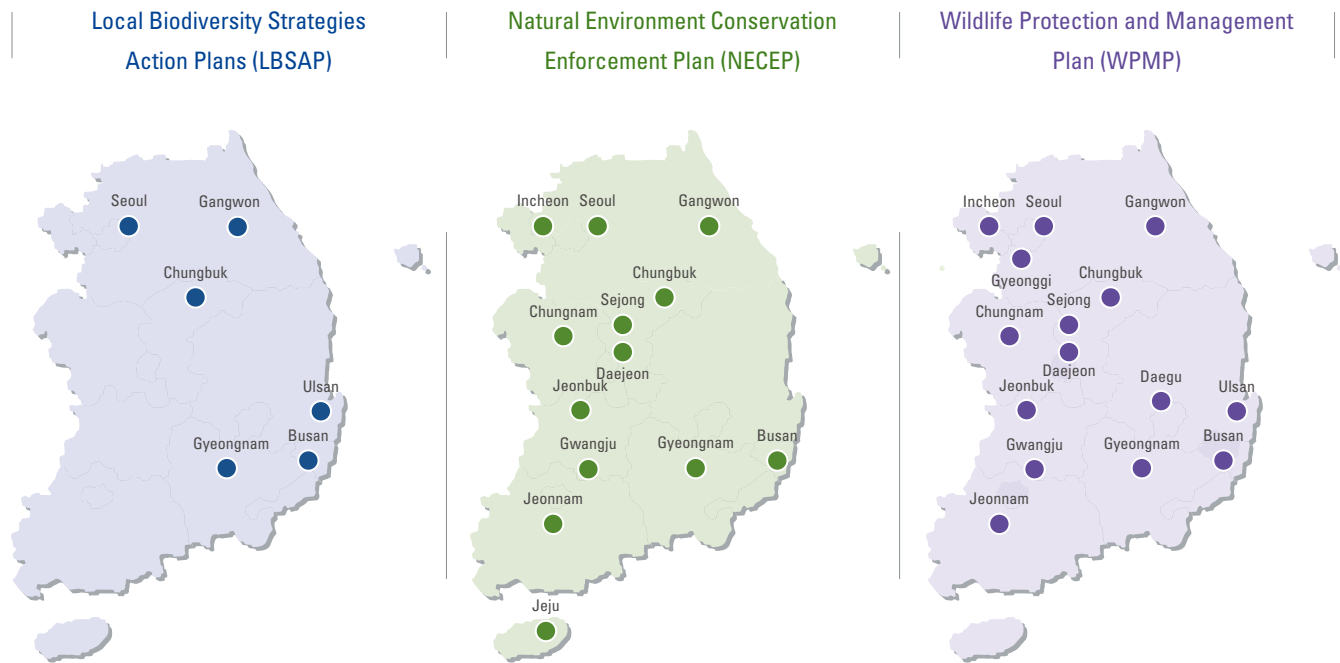 Local Biodiversity Strategies
Action Plans (LBSAP)
Seoul
Gangwon
Chungbuk
Ulsan
Busan
Gyeongnam
Natural Environment Conservation
Enforcement Plan (NECEP)
Incheon
Seoul
Gangwon
Chungbuk
Sejong
Chungnam
Daejeon
Jeonbuk
Gwangju
Gyeongnam
Busan
Jeonnam
Jeju
Wildlife Protection and Management
Plan (WPMP)
Incheon
Seoul
Gangwon
Gyeonggi
Chungbuk
Sejong
Chungnam
Daejeon
Jeonbuk
Daegu
Ulsan
Busan
Gwangju
Gyeongnam
Jeonnam